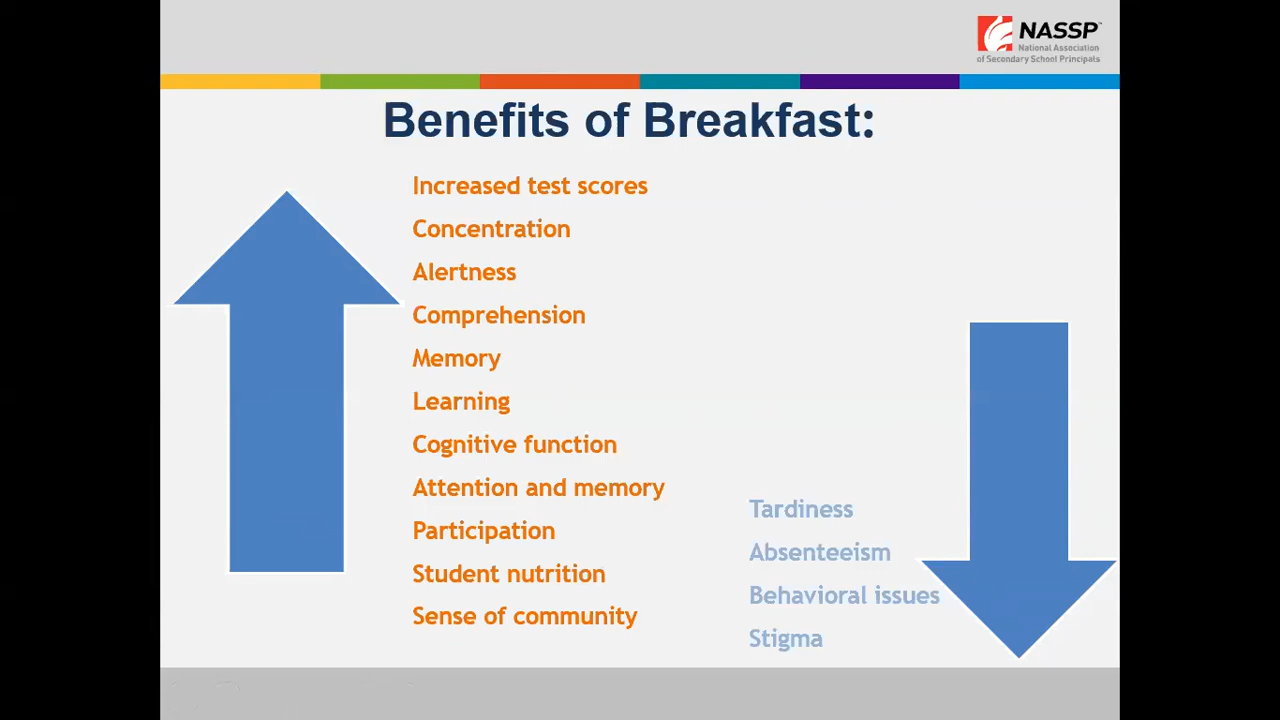 NASSP
National Association
of Secondary School Principals
Benefits of Breakfast:
Increased test scores
Concentration
Alertness
Comprehension
Memory
Learning
Cognitive function
Attention and memory
Participation
Student nutrition
Sense of community
Tardiness
Absenteeism
Behavioral issues
Stigma